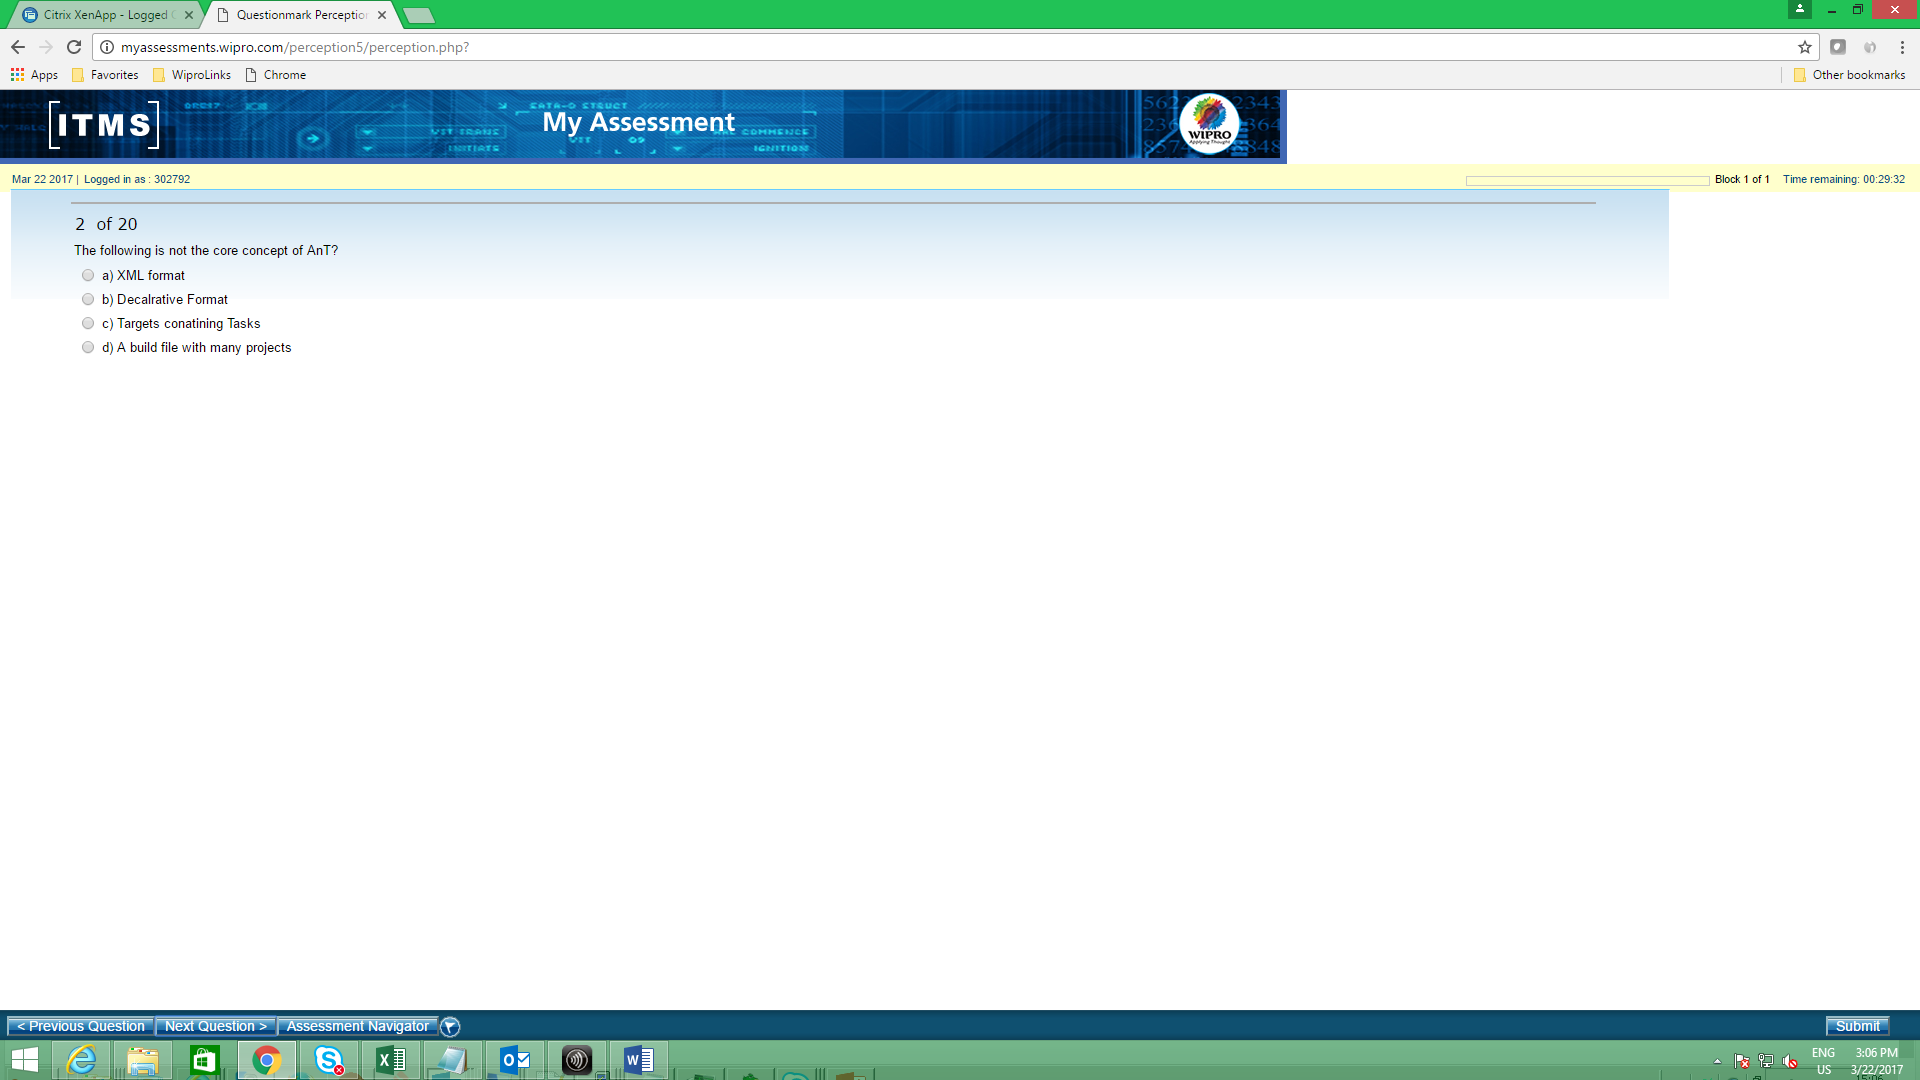 Citrix XenApp - Logged
Questionmark Perception
myassessments.wipro.com/perception5/perception.php?
Apps Favorites WiproLinks Chrome Other bookmarks
ITMS
My Assessment
WIPRO
Applying Thought
Mar 22 2017 | Logged in as : 302792 Block 1 of 1 Time remaining: 00:29:32
2 of 20
The following is not the core concept of AnT?
a) XML format
b) Decalrative Format
c) Targets conatining Tasks
d) A build file with many projects
< Previous Question Next Question > Assessment Navigator Submit
ENG 3:06 PM
US 3/22/2017